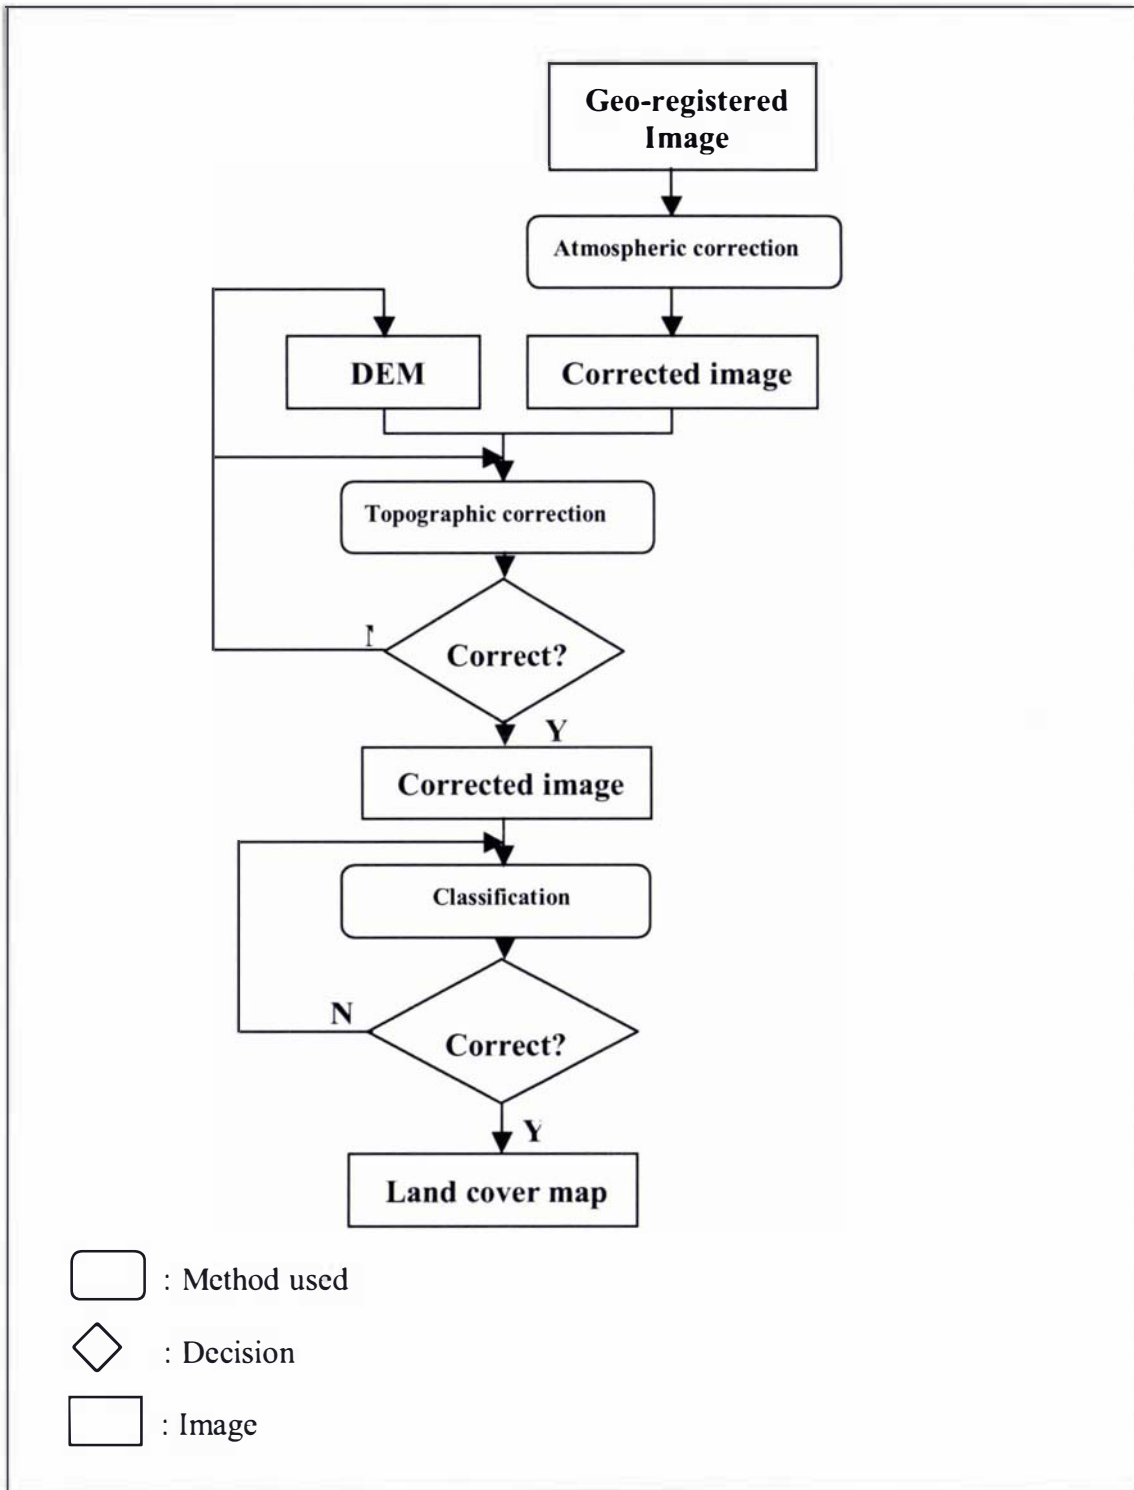 Geo-registered
Image
Atmospheric correction
DEM
Corrected image
Topographic correction
Correct?
Y
Corrected image
Classification
N
Correct?
Y
Land cover map
: Method used
: Decision
: Image